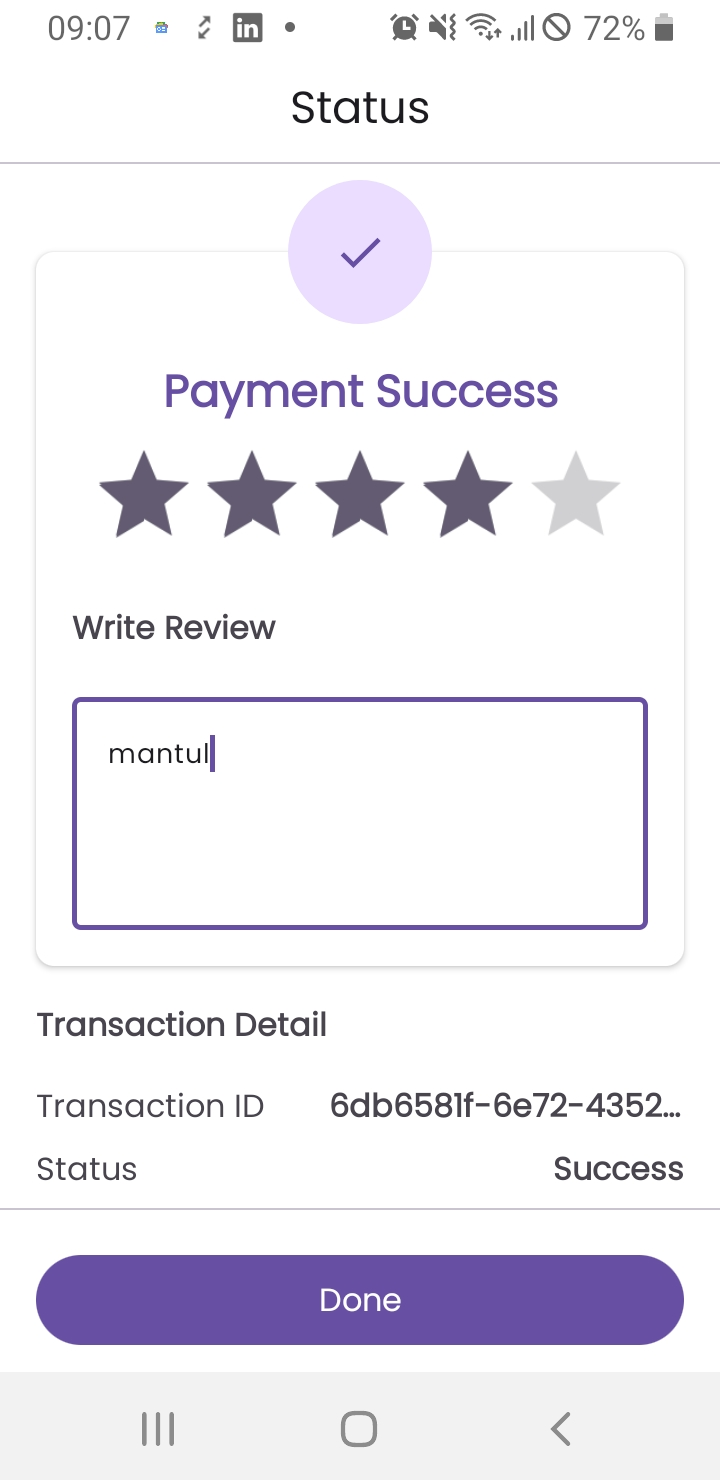 09:07
in
72%
Status
Payment Success
Write Review
mantul
Transaction Detail
Transaction ID 6db6581f-6e72-4352...
Status Success
Done